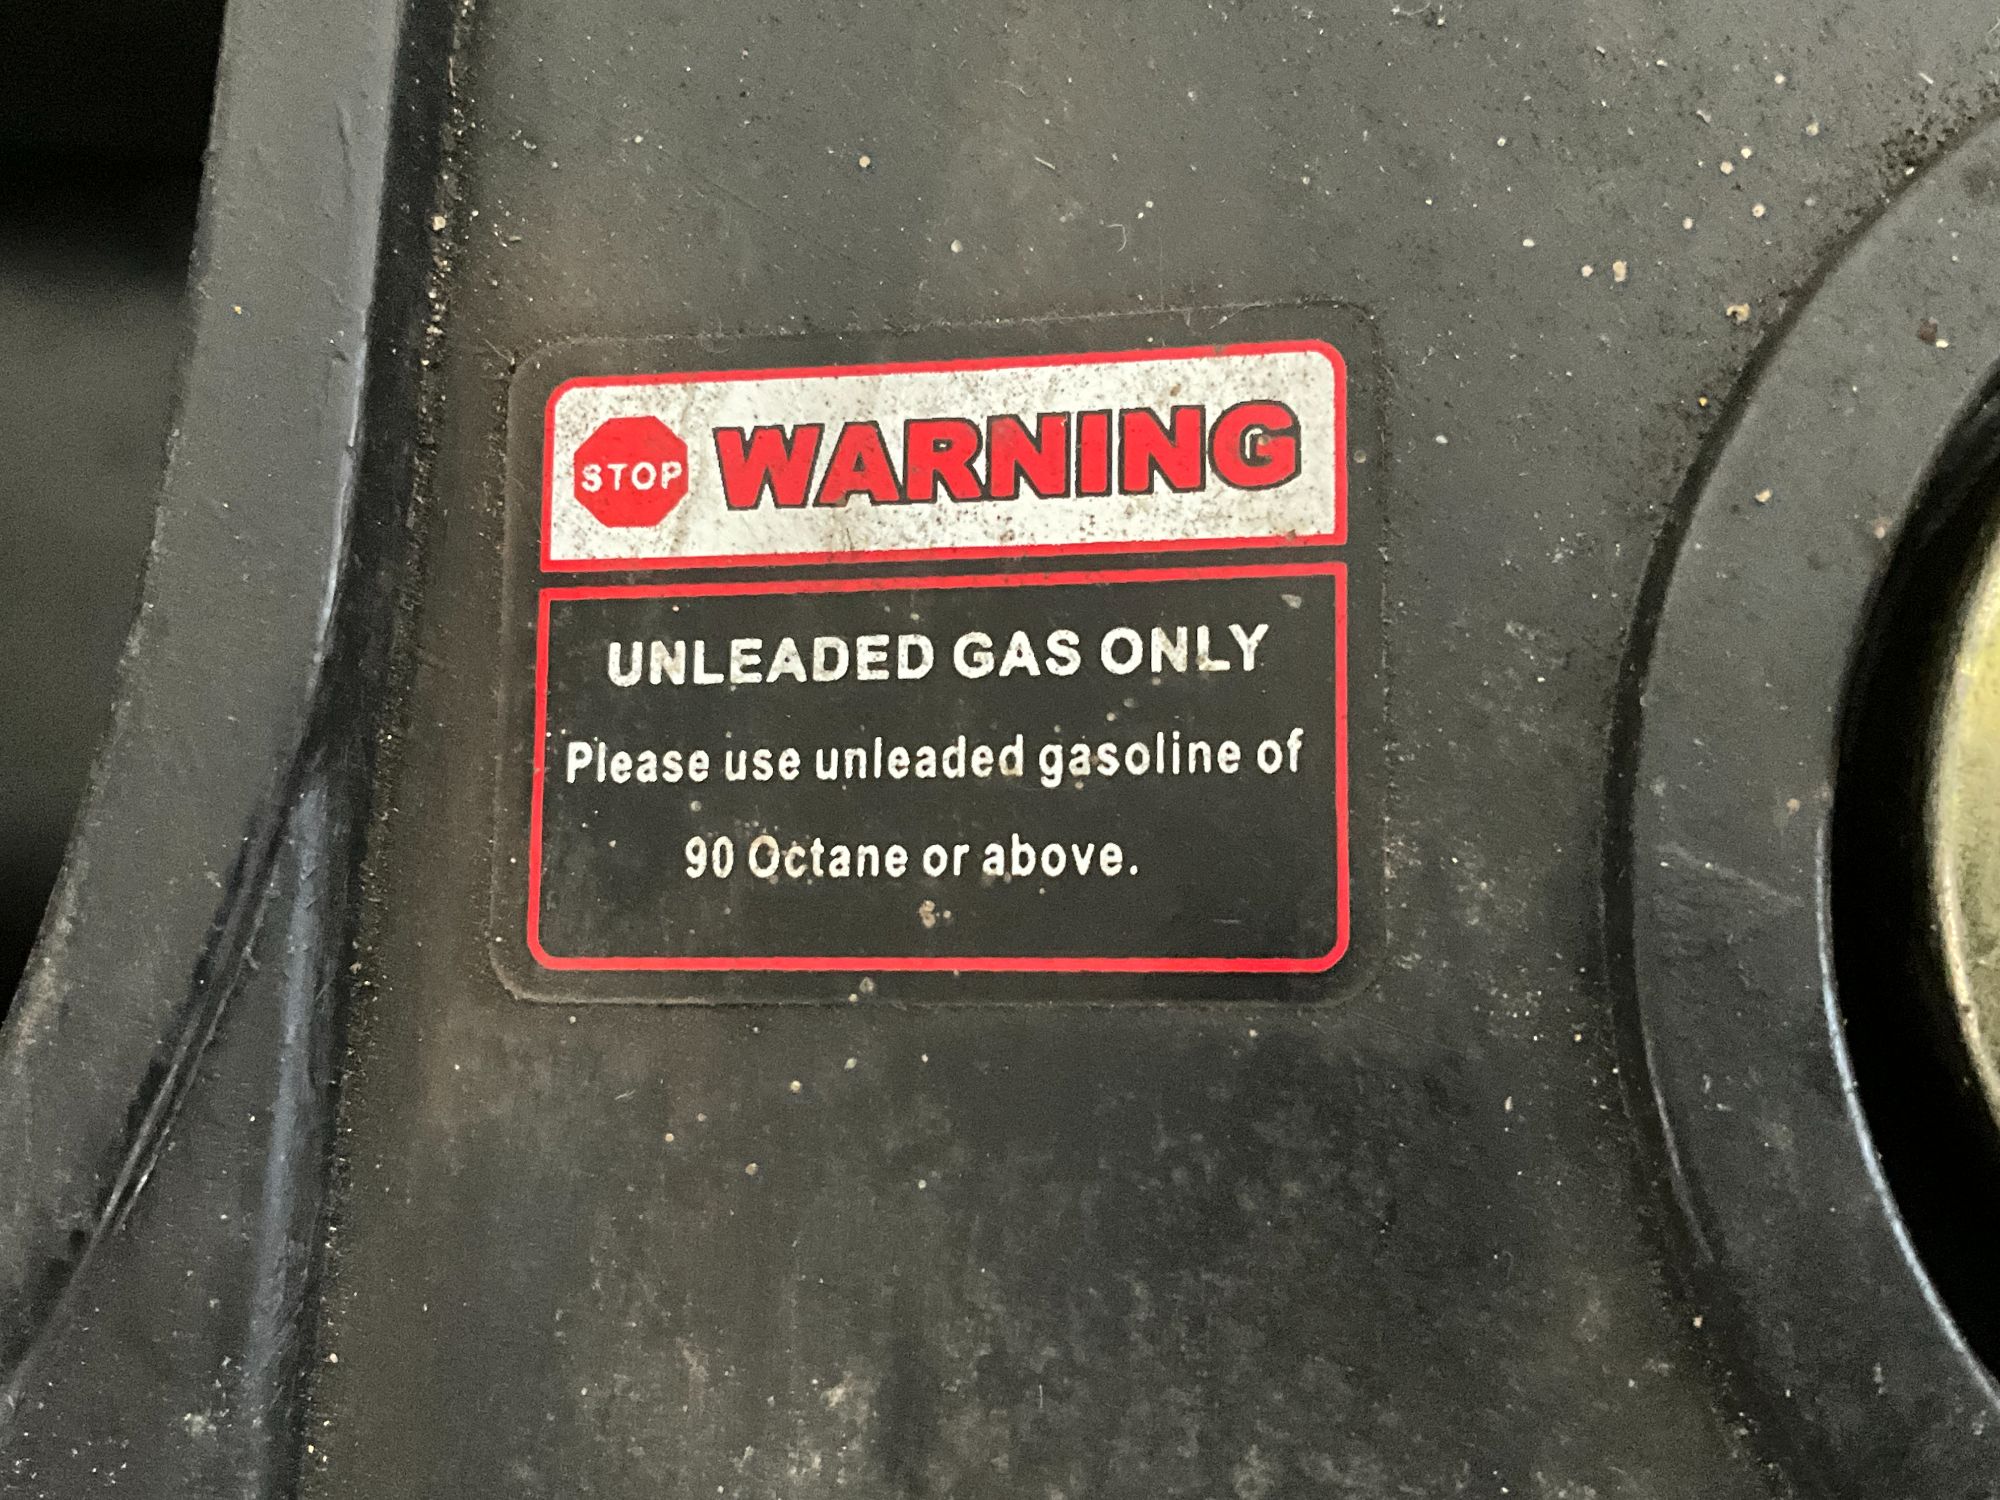 STOP WARNING
UNLEADED GAS ONLY
Please use unleaded gasoline of
90 Octane or above.